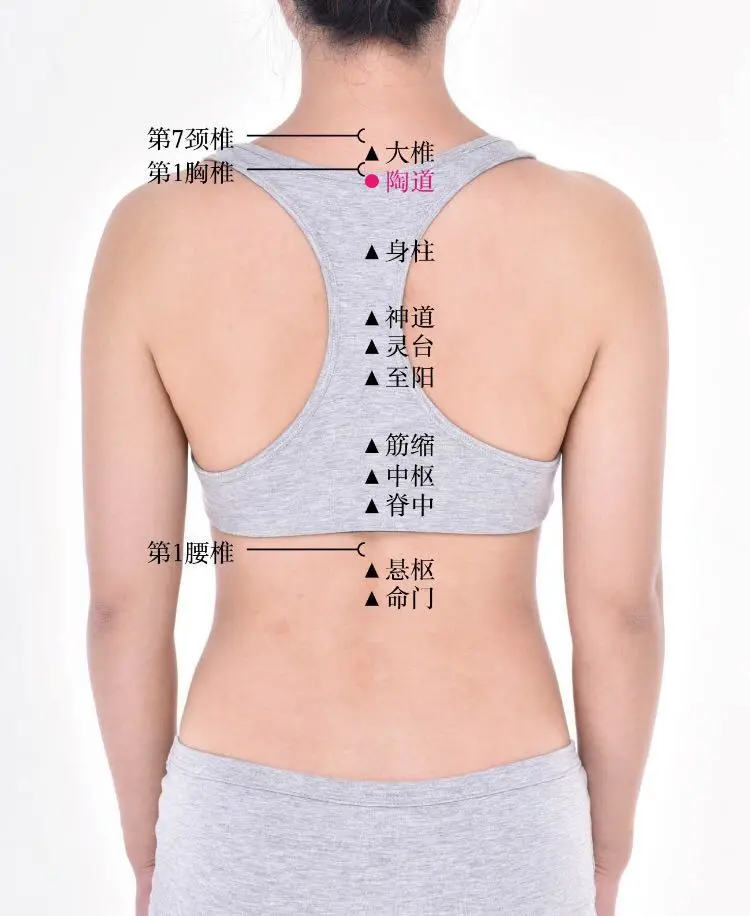 第7颈椎
大椎
第1胸椎
陶道
身柱
神道
灵台
至阳
筋缩
中枢
脊中
第1腰椎
悬枢
命门